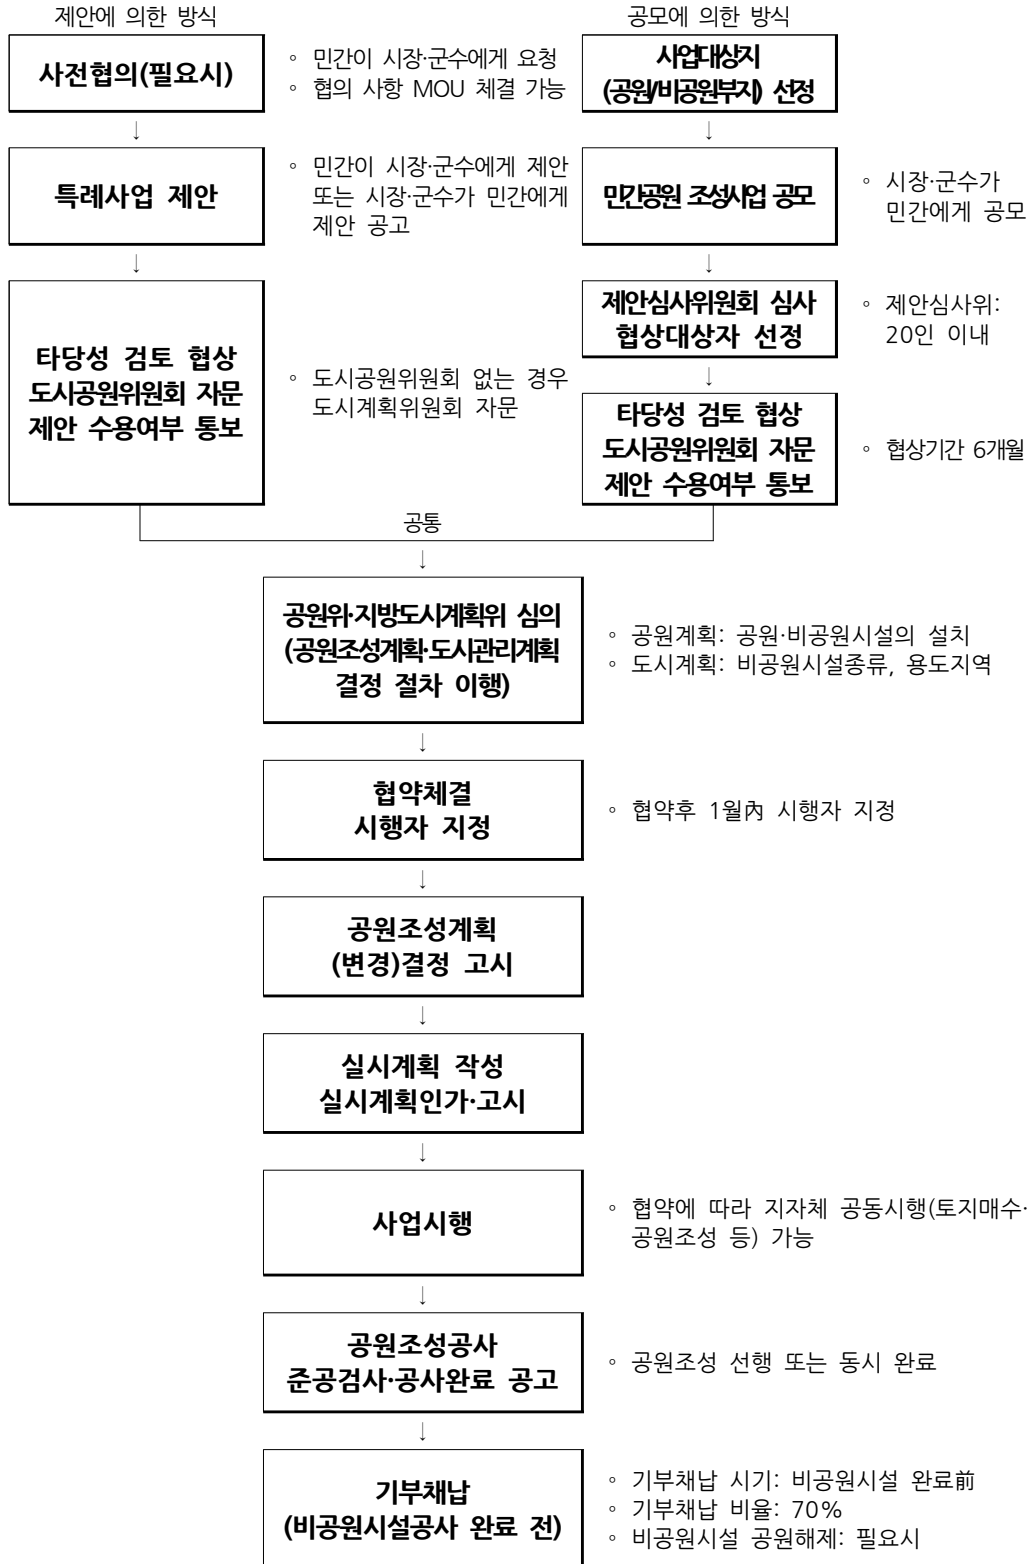 제안에 의한 방식
공모에 의한 방식
사전협의(필요시)
◦ 민간이 시장·군수에게 요청
◦ 협의 사항 MOU 체결 가능
사업대상지
(공원/비공원부지) 선정
↓
↓
특례사업 제안
◦ 민간이 시장·군수에게 제안
또는 시장·군수가 민간에게
제안 공고
민간공원 조성사업 공모
◦ 시장·군수가
민간에게 공모
↓
↓
타당성 검토 협상
도시공원위원회 자문
제안 수용여부 통보
◦ 도시공원위원회 없는 경우
도시계획위원회 자문
제안심사위원회 심사
협상대상자 선정
◦ 제안심사위:
20인 이내
↓
타당성 검토 협상
도시공원위원회 자문
제안 수용여부 통보
◦ 협상기간 6개월
공통
↓
공원위·지방도시계획위 심의
(공원조성계획·도시관리계획
결정 절차 이행)
◦ 공원계획: 공원·비공원시설의 설치
◦ 도시계획: 비공원시설종류, 용도지역
↓
협약체결
시행자 지정
◦ 협약후 1월內 시행자 지정
↓
공원조성계획
(변경)결정 고시
↓
실시계획 작성
실시계획인가·고시
↓
사업시행
◦ 협약에 따라 지자체 공동시행(토지매수·
공원조성 등) 가능
↓
공원조성공사
준공검사·공사완료 공고
◦ 공원조성 선행 또는 동시 완료
↓
기부채납
(비공원시설공사 완료 전)
◦ 기부채납 시기: 비공원시설 완료前
◦ 기부채납 비율: 70%
◦ 비공원시설 공원해제: 필요시